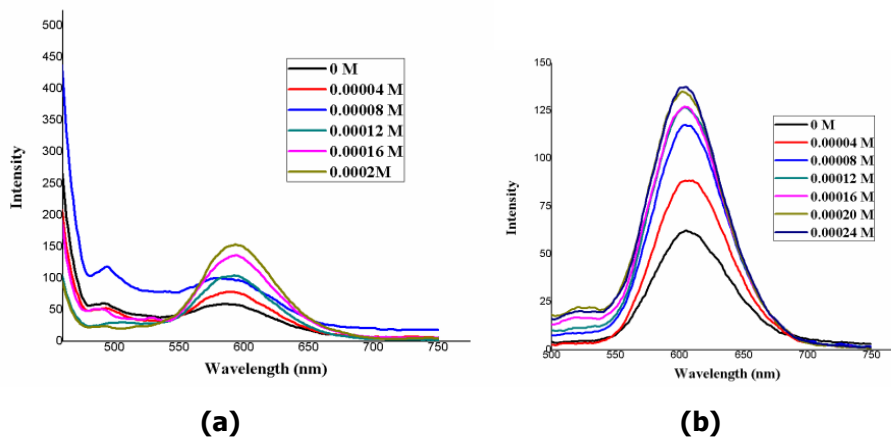 500
450
400
350
300
250
200
150
100
50
0
Intensity
0 M
0.00004 M
0.00008 M
0.00012 M
0.00016 M
0.0002M
500 550 600 650 700 750
Wavelength (nm)
(a)
150
125
100
75
50
25
0
Intensity
0 M
0.00004 M
0.00008 M
0.00012 M
0.00016 M
0.00020 M
0.00024 M
500 550 600 650 700 750
Wavelength (nm)
(b)